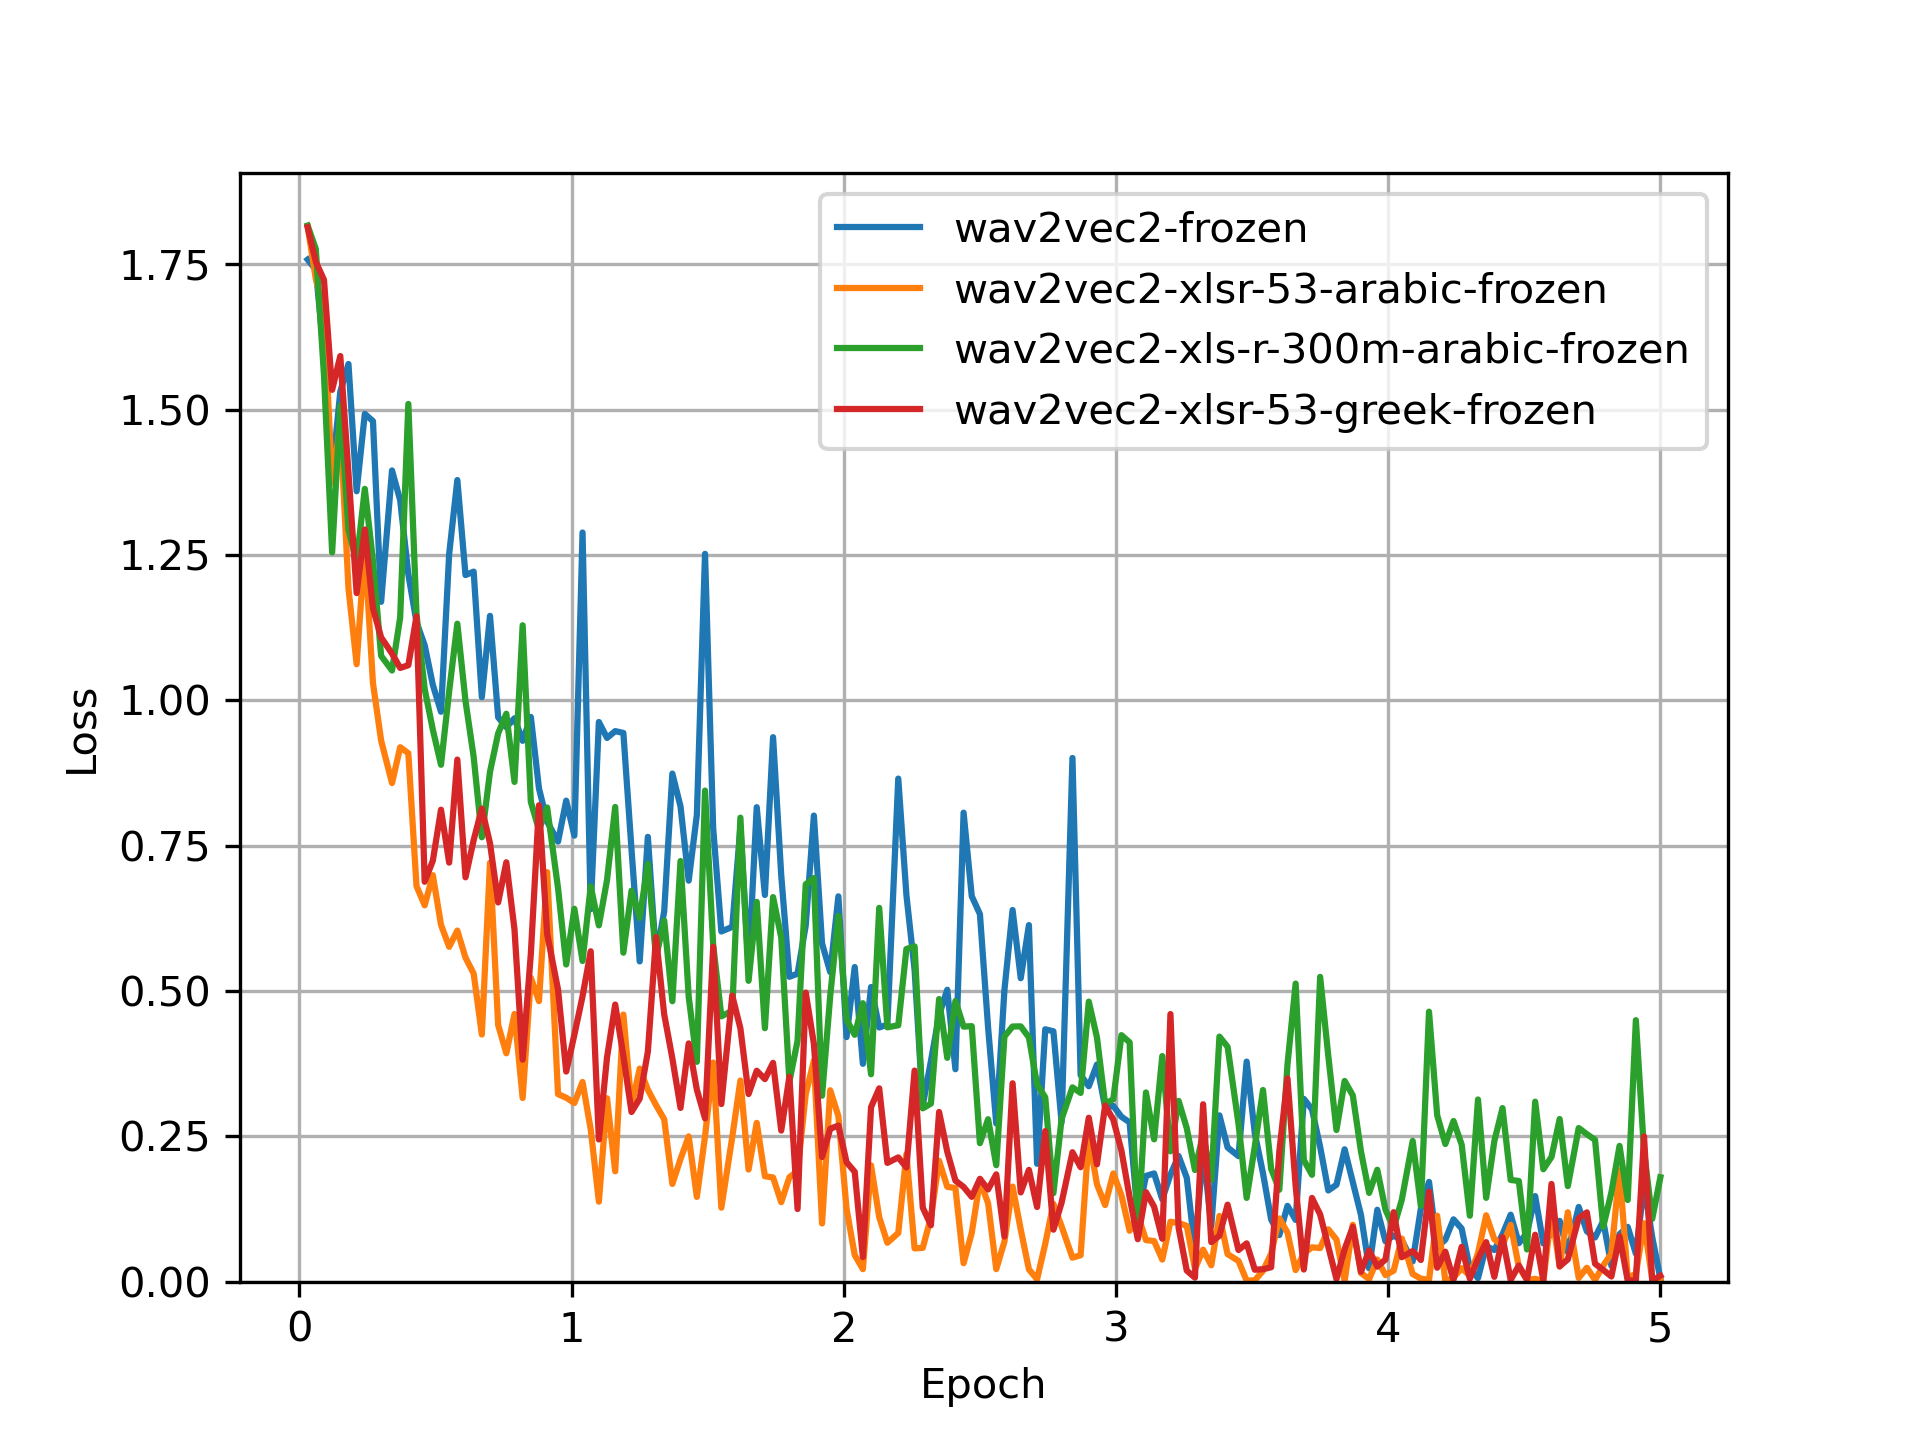 wav2vec2-frozen
wav2vec2-xlsr-53-arabic-frozen
wav2vec2-xls-r-300m-arabic-frozen
wav2vec2-xlsr-53-greek-frozen
Loss
1.75
1.50
1.25
1.00
0.75
0.50
0.25
0.00
0 1 2 3 4 5
Epoch